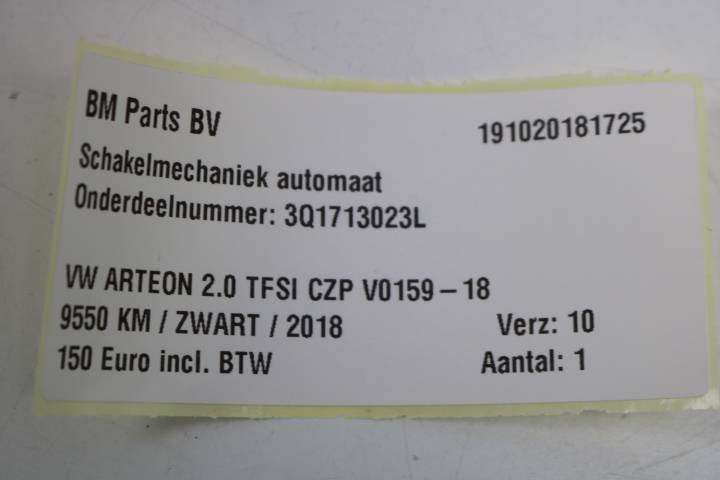 BM Parts BV
191020181725
Schakelmechaniek automaat
Onderdeelnummer: 3Q1713023L
VW ARTEON 2.0 TFSI CZP V0159 – 18
9550 KM / ZWART / 2018
Verz: 10
150 Euro incl. BTW
Aantal: 1